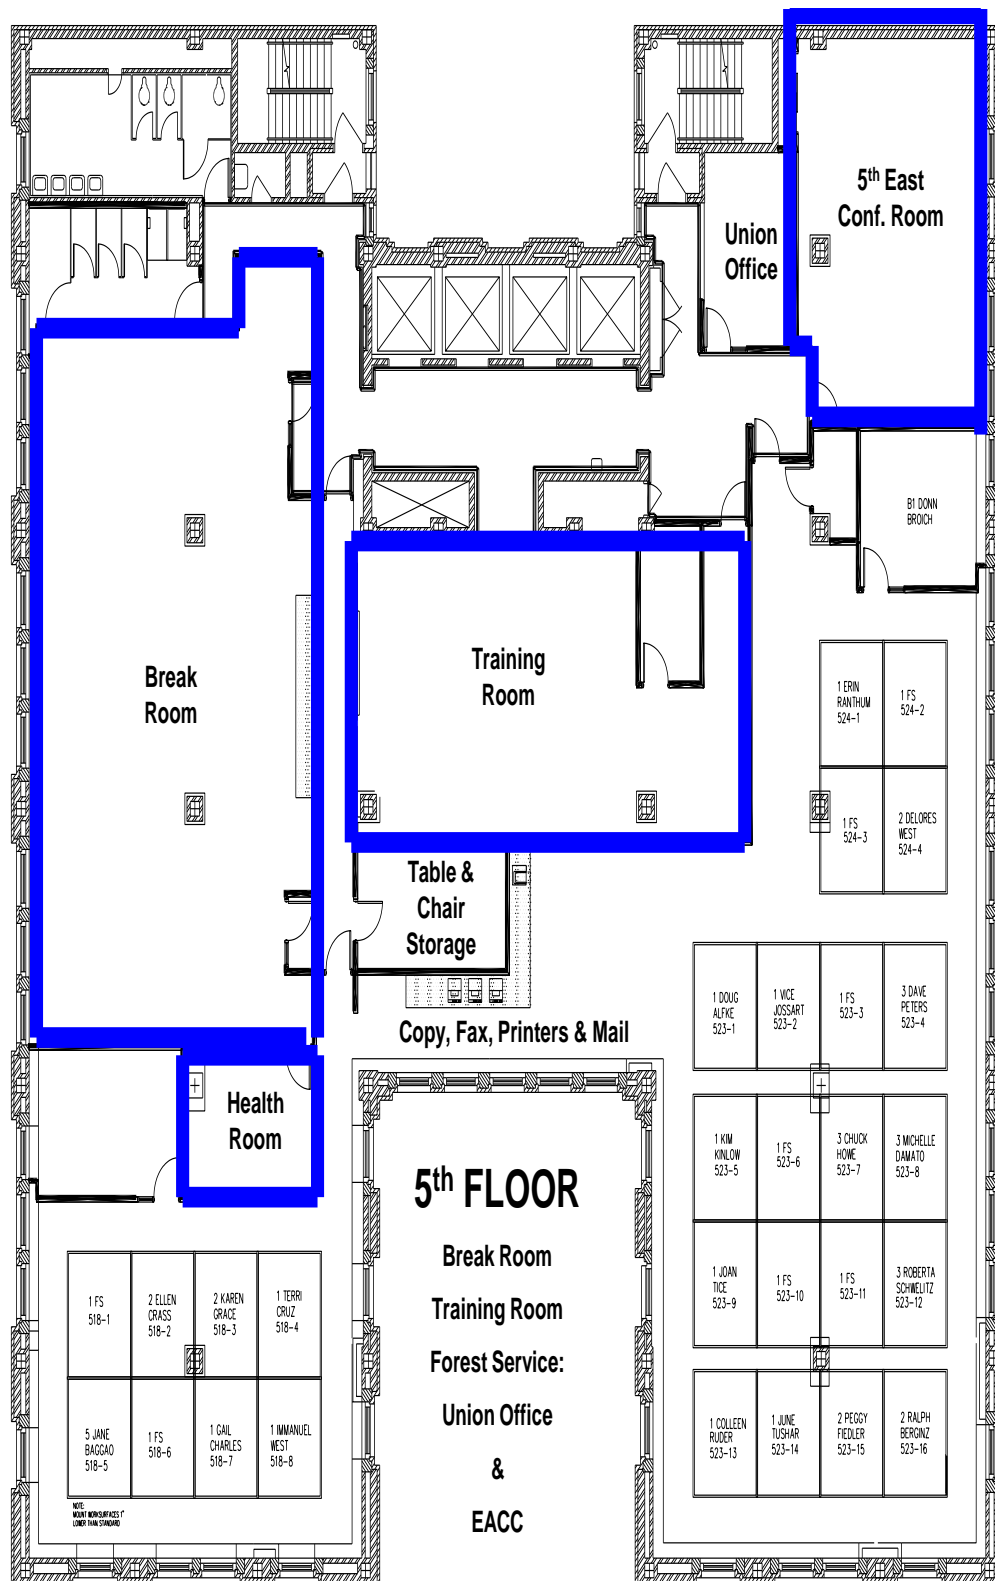 5th East
Conf. Room
Union
Office
B1 DONN
BROICH
Break
Room
Training
Room
1 ERIN
RANTHUM
524-1
1 FS
524-2
1 FS
524-3
2 DELORES
WEST
524-4
Table &
Chair
Storage
Copy, Fax, Printers & Mail
1 DOUG
ALFKE
523-1
1 VICE
JOSSART
523-2
1 FS
523-3
3 DAVE
PETERS
523-4
Health
Room
1 KIM
KINLOW
523-5
1 FS
523-6
3 CHUCK
HOWE
523-7
3 MICHELLE
DAMATO
523-8
5th FLOOR
Break Room
Training Room
Forest Service:
Union Office
&
EACC
1 JOAN
TICE
523-9
1 FS
523-10
1 FS
523-11
3 ROBERTA
SCHWELITZ
523-12
1 FS
518-1
2 ELLEN
CRASS
518-2
2 KAREN
GRACE
518-3
1 TERRI
CRUZ
518-4
5 JANE
BAGGAO
518-5
1 FS
518-6
1 GAIL
CHARLES
518-7
1 IMMANUEL
WEST
518-8
1 COLLEEN
RUDER
523-13
1 JUNE
TUSHAR
523-14
2 PEGGY
FIEDLER
523-15
2 RALPH
BERGINZ
523-16
NOTE:
MOUNT WORKSURFACES 1"
LOWER THAN STANDARD